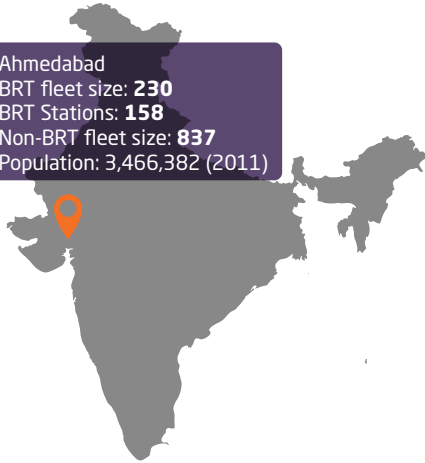 Ahmedabad
BRT fleet size: 230
BRT Stations: 158
Non-BRT fleet size: 837
Population: 3,466,382 (2011)